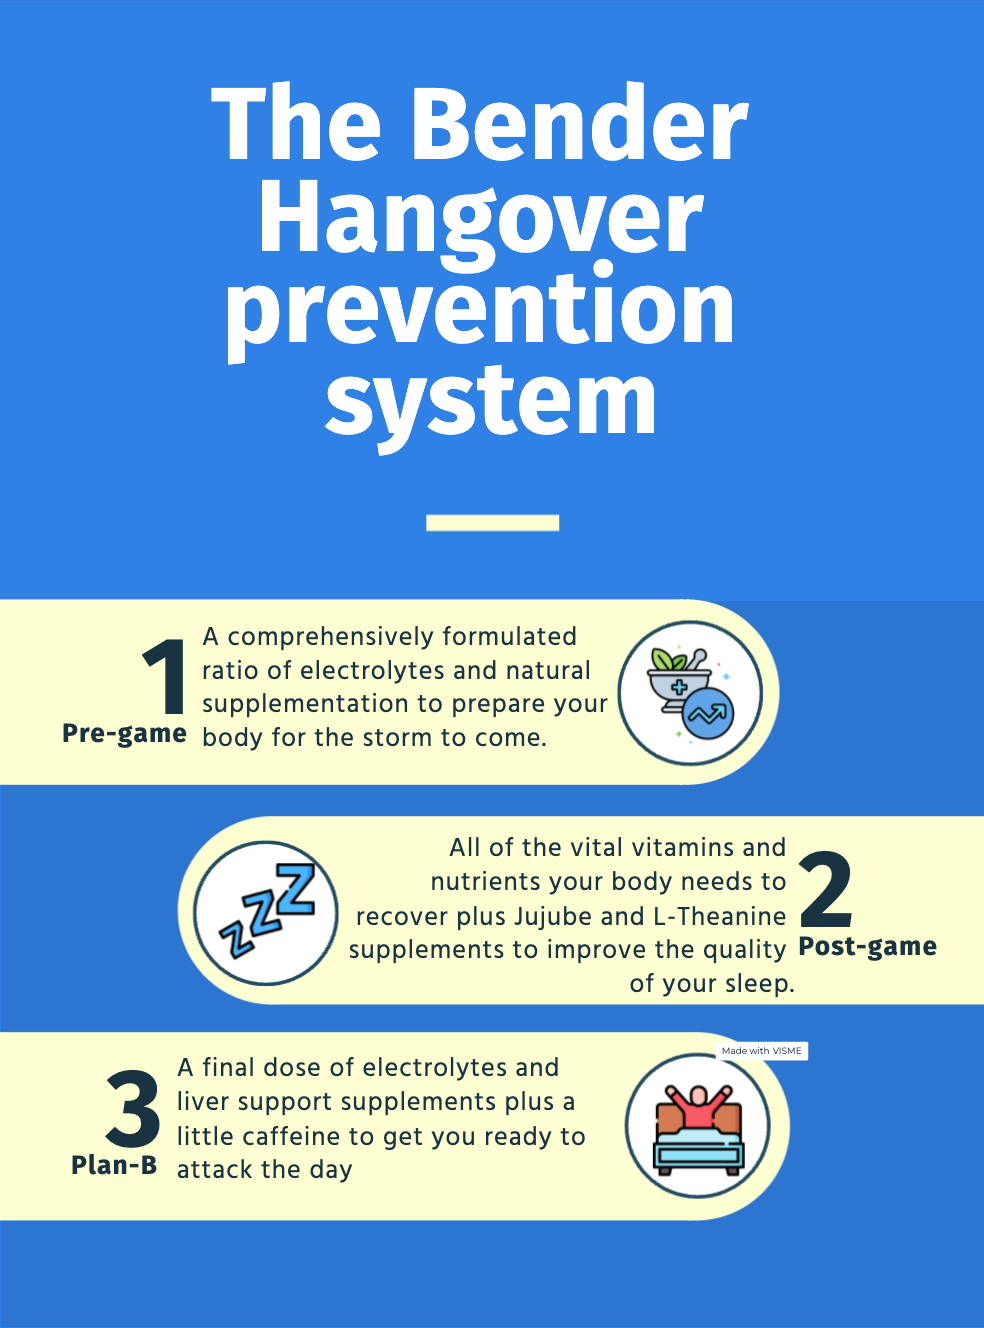 The Bender
Hangover
prevention
system
1
Pre-game
A comprehensively formulated
ratio of electrolytes and natural
supplementation to prepare your
body for the storm to come.
All of the vital vitamins and
nutrients your body needs to
recover plus Jujube and L-Theanine
supplements to improve the quality
of your sleep.
2
Post-game
Made with VISME
3
Plan-B
A final dose of electrolytes and
liver support supplements plus a
little caffeine to get you ready to
attack the day
ZZZ